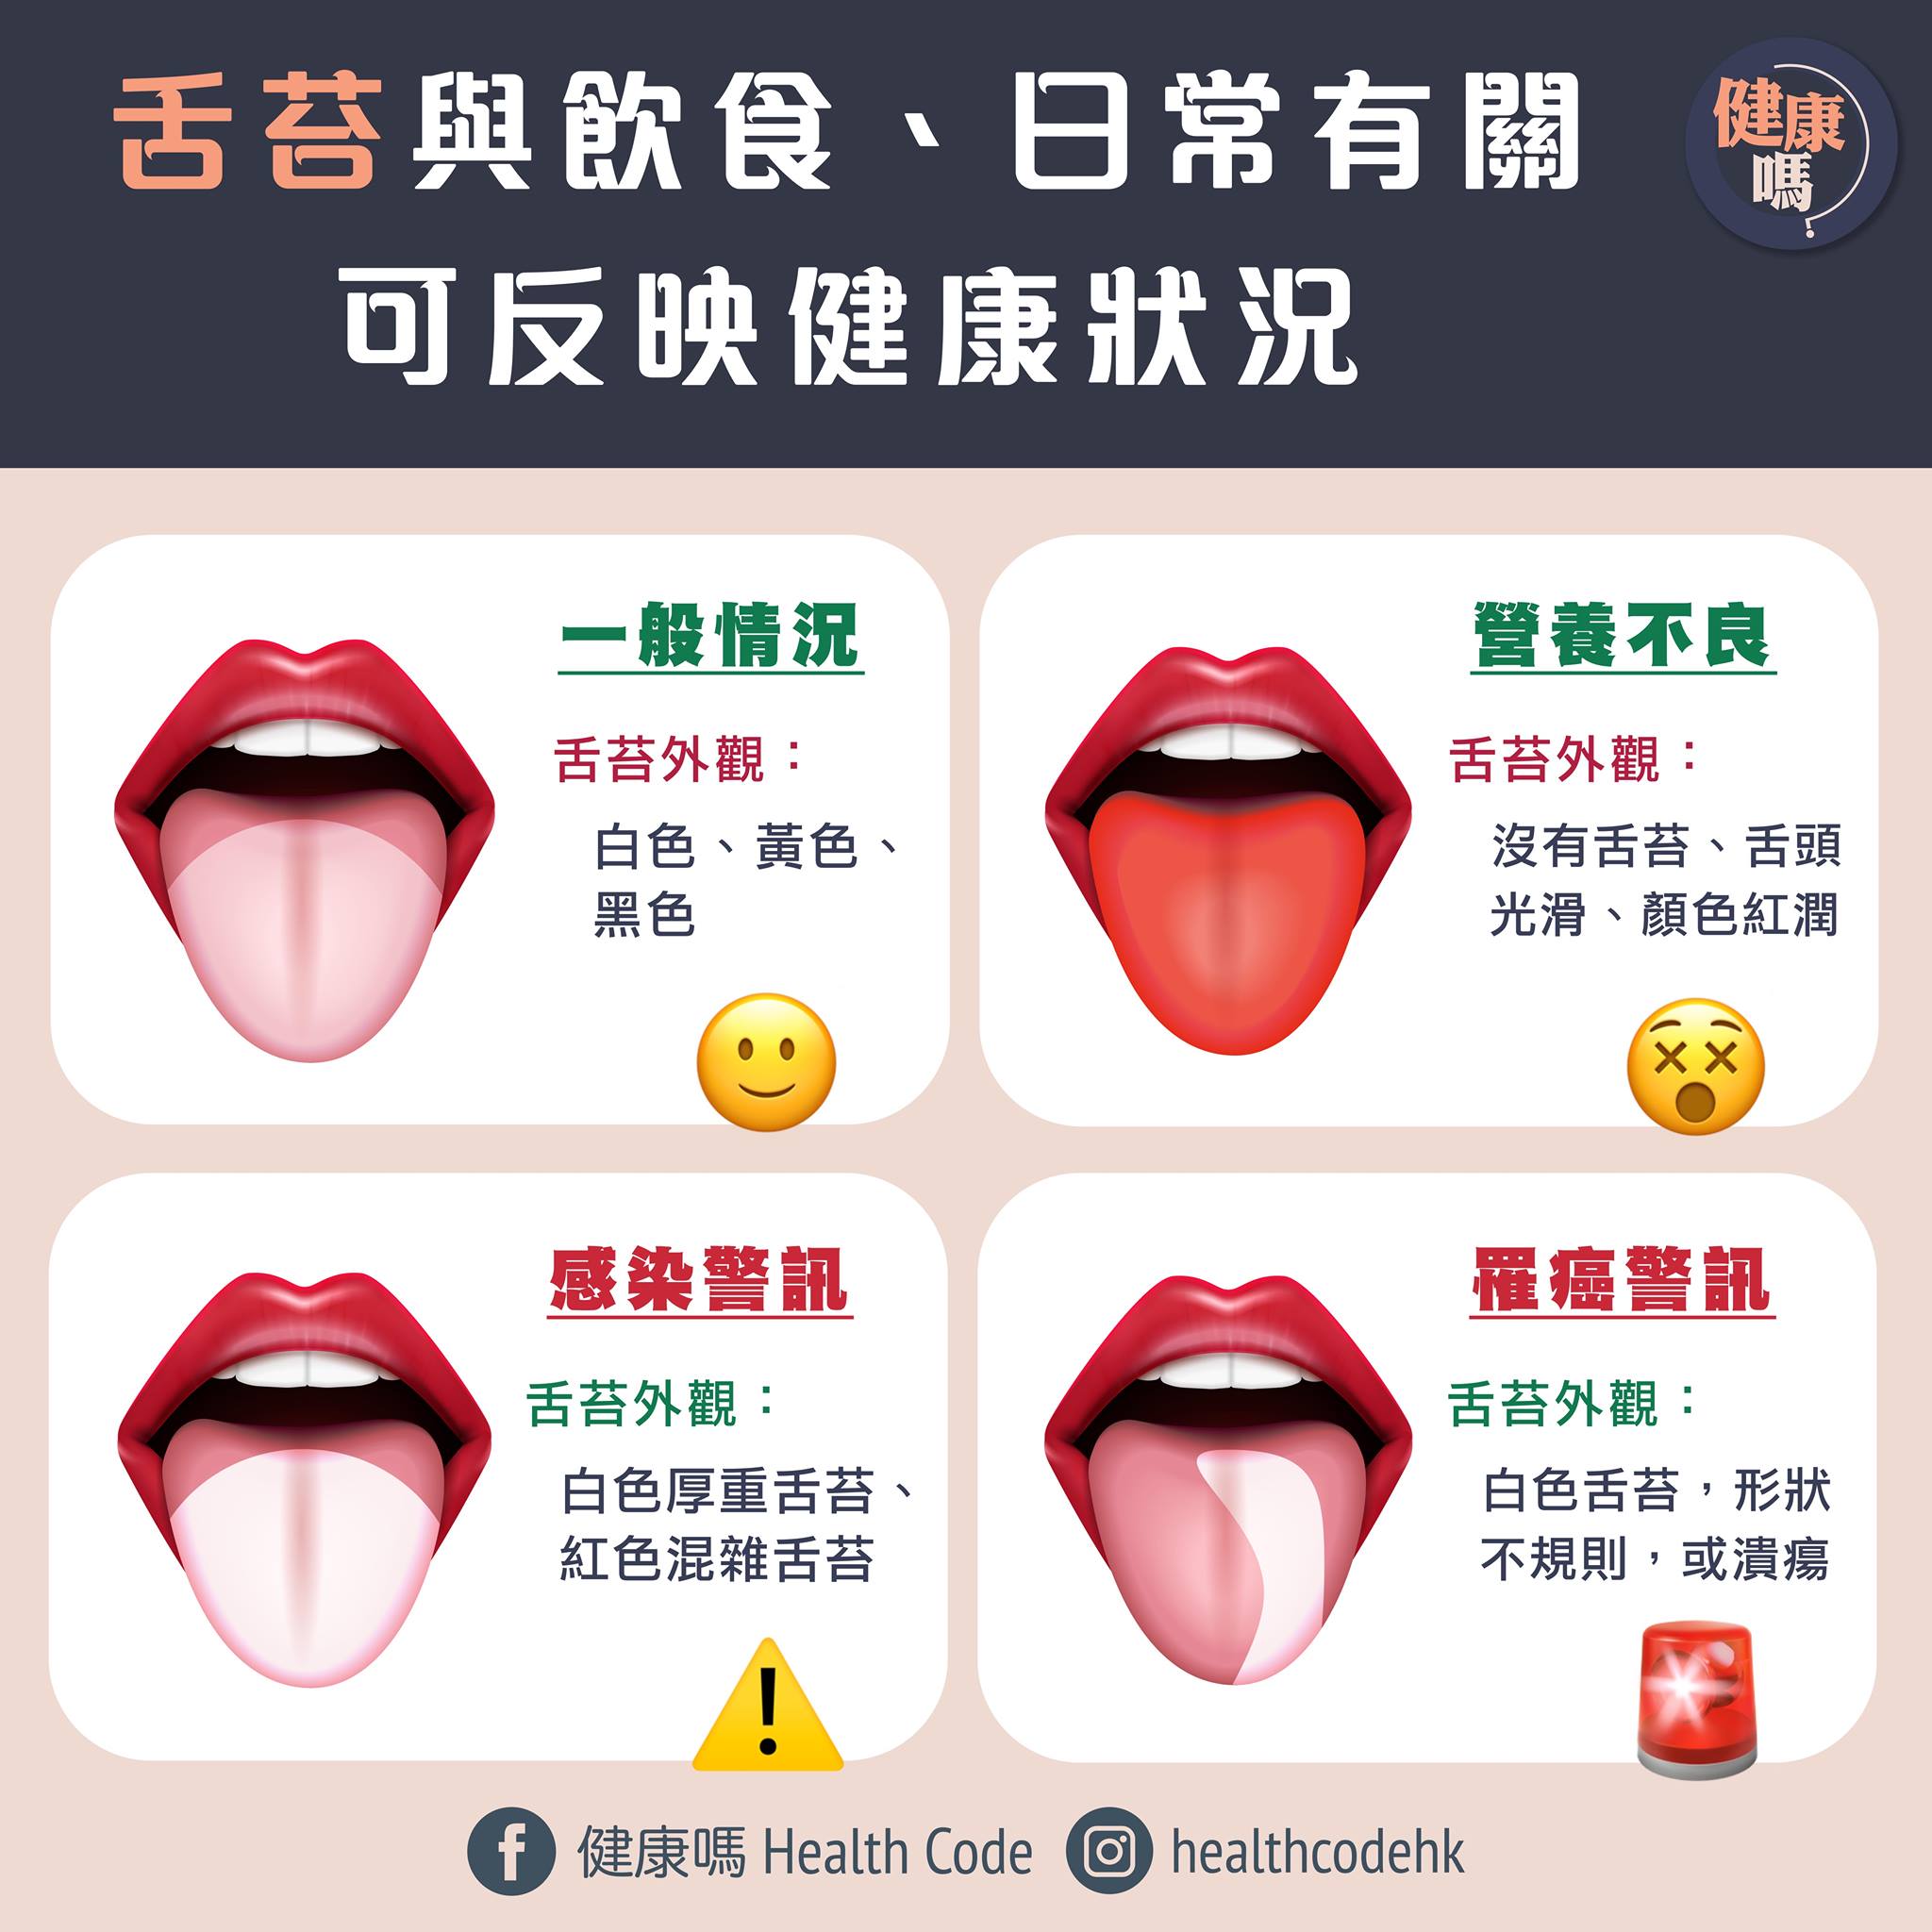 舌苔與飲食、日常有關
可反映健康狀況
健康
嗎?
一般情況
舌苔外觀：
白色、黃色、
黑色
營養不良
舌苔外觀：
沒有舌苔、舌頭
光滑、顏色紅潤
感染警訊
舌苔外觀：
白色厚重舌苔、
紅色混雜舌苔
罹癌警訊
舌苔外觀：
白色舌苔，形狀
不規則，或潰瘍
健康嗎 Health Code
healthcodehk